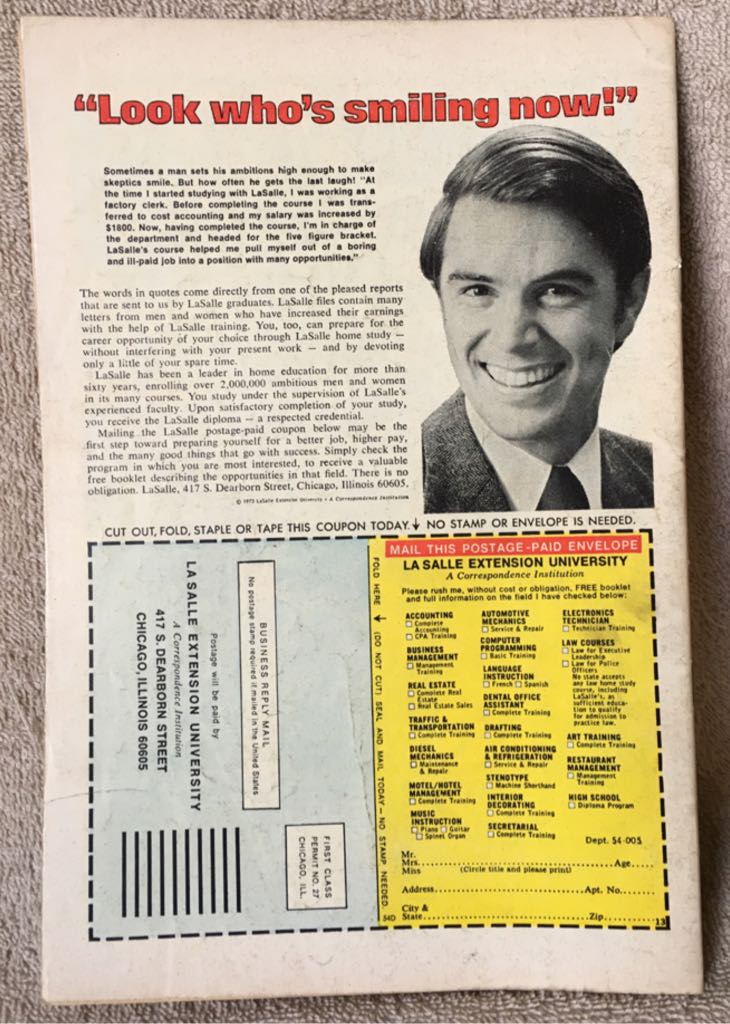 “Look who’s smiling now!”
Sometimes a man sets his ambitions high enough to make
skeptics smile. But how often he gets the last laugh! “At
the time I started studying with LaSalle, I was working as a
factory clerk. Before completing the course I was trans-
ferred to cost accounting and my salary was increased by
$1800. Now, having completed the course, I’m in charge of
the department and headed for the five figure bracket.
LaSalle’s course helped me pull myself out of a boring
and ill-paid job into a position with many opportunities.”
The words in quotes come directly from one of the pleased reports
that are sent to us by LaSalle graduates. LaSalle files contain many
letters from men and women who have increased their earnings
with the help of LaSalle training. You, too, can prepare for the
career opportunity of your choice through LaSalle home study —
without interfering with your present work — and by devoting
only a little of your spare time.
LaSalle has been a leader in home education for more than
sixty years, enrolling over 2,000,000 ambitious men and women
in its many courses. You study under the supervision of LaSalle’s
experienced faculty. Upon satisfactory completion of your study,
you receive the LaSalle diploma — a respected credential.
Mailing the LaSalle postage-paid coupon below may be the
first step toward preparing yourself for a better job, higher pay,
and the many good things that go with success. Simply check the
program in which you are most interested, to receive a valuable
free booklet describing the opportunities in that field. There is no
obligation. LaSalle, 417 S. Dearborn Street, Chicago, Illinois 60605.
LaSalle Extension University • A Correspondence Institution
CUT OUT, FOLD, STAPLE OR TAPE THIS COUPON TODAY. ↓ NO STAMP OR ENVELOPE IS NEEDED.
BUSINESS REPLY MAIL
No postage stamp required if mailed in the United States
Postage will be paid by
LA SALLE EXTENSION UNIVERSITY
A Correspondence Institution
417 S. DEARBORN STREET
CHICAGO, ILLINOIS 60605
FIRST CLASS
PERMIT NO. 27
CHICAGO, ILL.
FOLD HERE ↓ (DO NOT CUT) SEAL AND MAIL TODAY — NO STAMP NEEDED.
54D
MAIL THIS POSTAGE-PAID ENVELOPE
LA SALLE EXTENSION UNIVERSITY
A Correspondence Institution
Please rush me, without cost or obligation, FREE booklet
and full information on the field I have checked below:
ACCOUNTING
Complete
Accounting
CPA Training
BUSINESS
MANAGEMENT
Management
Training
REAL ESTATE
Complete Real
Estate
Real Estate Sales
TRAFFIC &
TRANSPORTATION
Complete Training
DIESEL
MECHANICS
Maintenance
& Repair
MOTEL/HOTEL
MANAGEMENT
Complete Training
MUSIC
INSTRUCTION
Piano Guitar
Spinet Organ
AUTOMOTIVE
MECHANICS
Service & Repair
COMPUTER
PROGRAMMING
Basic Training
LANGUAGE
INSTRUCTION
French Spanish
DENTAL OFFICE
ASSISTANT
Complete Training
DRAFTING
Complete Training
AIR CONDITIONING
& REFRIGERATION
Service & Repair
STENOTYPE
Machine Shorthand
INTERIOR
DECORATING
Complete Training
SECRETARIAL
Complete Training
ELECTRONICS
TECHNICIAN
Technician Training
LAW COURSES
Law for Executive
Leadership
Law for Police
Officers
No state accepts
any law home study
course, including
LaSalle’s, as
sufficient educa-
tion to qualify
for admission to
practice law.
ART TRAINING
Complete Training
RESTAURANT
MANAGEMENT
Management
Training
HIGH SCHOOL
Diploma Program
Dept. 54-005
Mr.
Mrs. Age
Miss (Circle title and please print)
Address Apt. No.
City &
State Zip
13